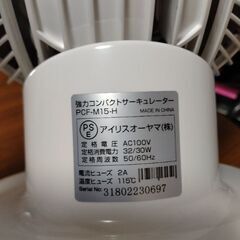 強力コンパクトサーキュレーター
PCF-M15-H
MADE IN CHINA
PS
E
アイリスオーヤマ(株)
定格電圧 AC100V
定格消費電力 32/30W
定格周波数 50/60Hz
電流ヒューズ 2A
温度ヒューズ 115℃
Serial No.: 31802230697